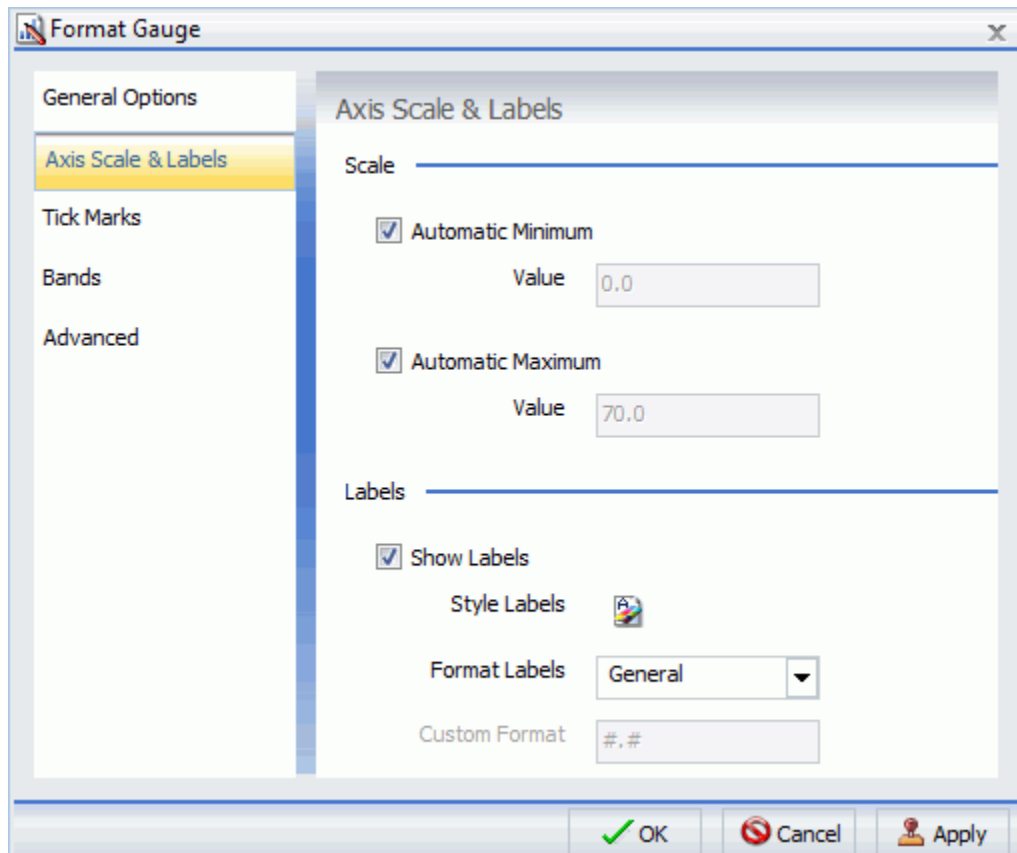 Format Gauge
General Options
Axis Scale & Labels
Tick Marks
Bands
Advanced
Axis Scale & Labels
Scale
Automatic Minimum
Value 0.0
Automatic Maximum
Value 70.0
Labels
Show Labels
Style Labels
Format Labels General
Custom Format #.#
OK Cancel Apply